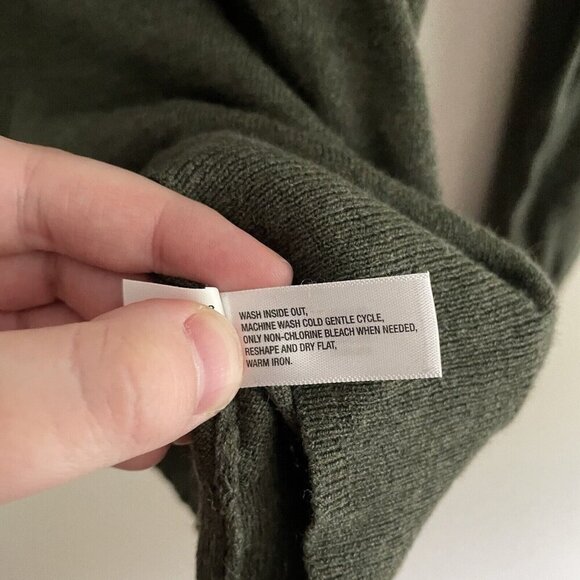 WASH INSIDE OUT,
MACHINE WASH COLD GENTLE CYCLE,
ONLY NON-CHLORINE BLEACH WHEN NEEDED,
RESHAPE AND DRY FLAT,
WARM IRON.